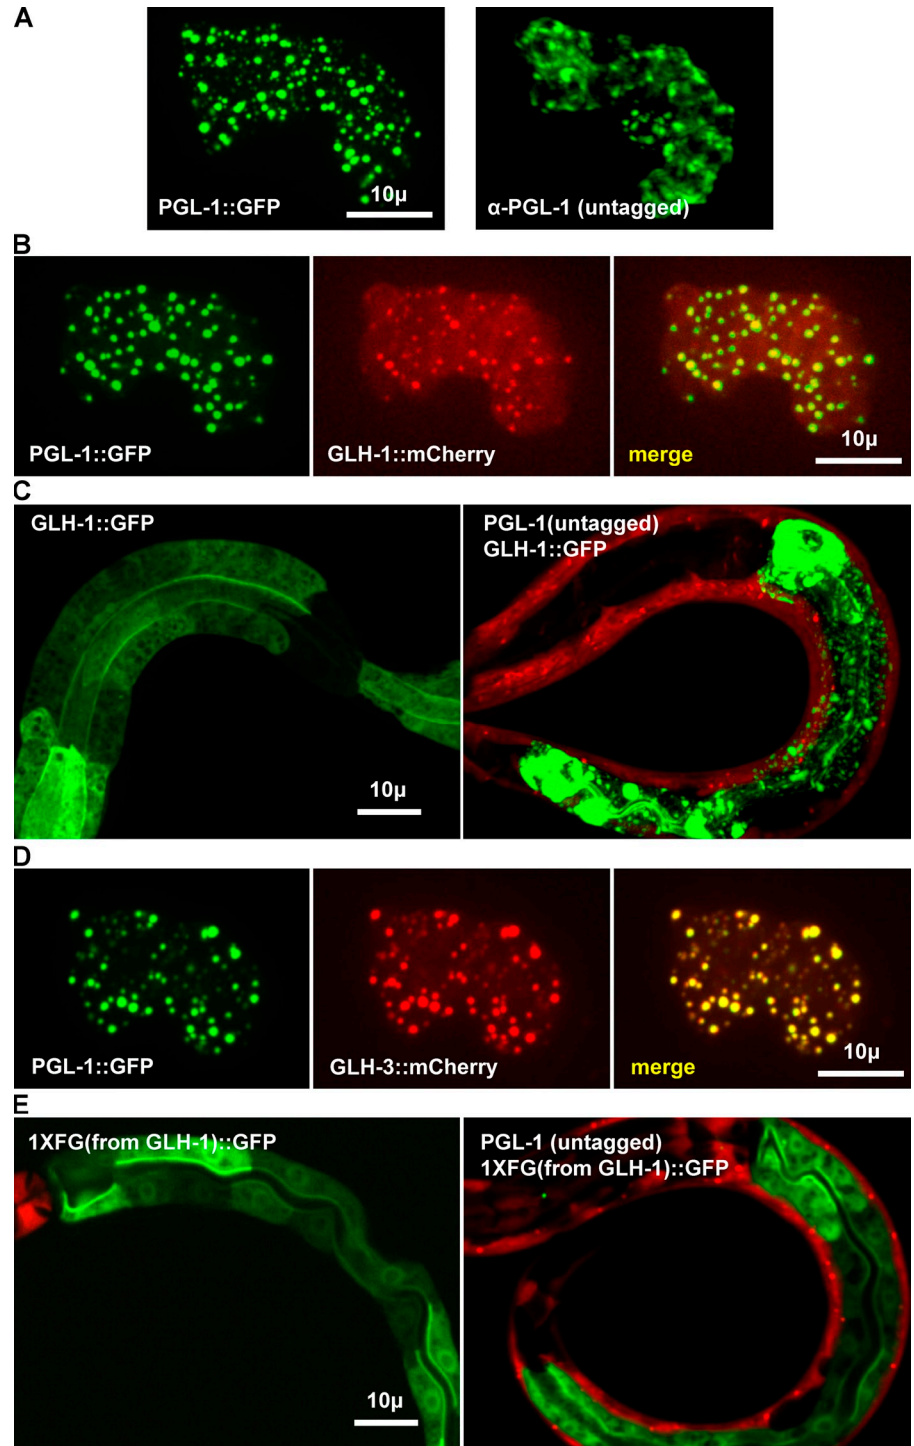 A
PGL-1::GFP
10µ
α-PGL-1 (untagged)
B
PGL-1::GFP
GLH-1::mCherry
merge
10µ
C
GLH-1::GFP
10µ
PGL-1(untagged)
GLH-1::GFP
D
PGL-1::GFP
GLH-3::mCherry
merge
10µ
E
1XFG(from GLH-1)::GFP
10µ
PGL-1 (untagged)
1XFG(from GLH-1)::GFP